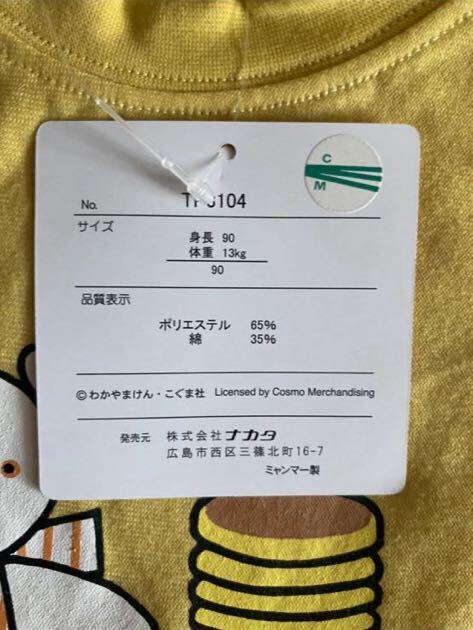 C
M
No.
サイズ
身長 90
体重 13kg
90
品質表示
ポリエステル 65%
綿 35%
©わかやまけん・こぐま社 Licensed by Cosmo Merchandising
発売元 株式会社ナカタ
広島市西区三篠北町16-7
ミャンマー製